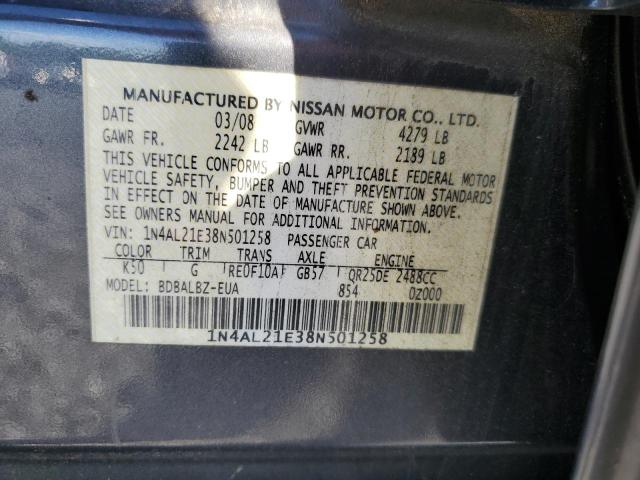 MANUFACTURED BY NISSAN MOTOR CO., LTD.
DATE 03/08 GVWR 4279 LB
GAWR FR. 2242 LB GAWR RR. 2189 LB
THIS VEHICLE CONFORMS TO ALL APPLICABLE FEDERAL MOTOR
VEHICLE SAFETY, BUMPER AND THEFT PREVENTION STANDARDS
IN EFFECT ON THE DATE OF MANUFACTURE SHOWN ABOVE.
SEE OWNERS MANUAL FOR ADDITIONAL INFORMATION.
VIN: 1N4AL21E38N501258 PASSENGER CAR
COLOR TRIM TRANS AXLE ENGINE
K50 G RE0F10A GB57 QR25DE 2488CC
MODEL: BDBALBZ-EUA 854 0Z000
1N4AL21E38N501258